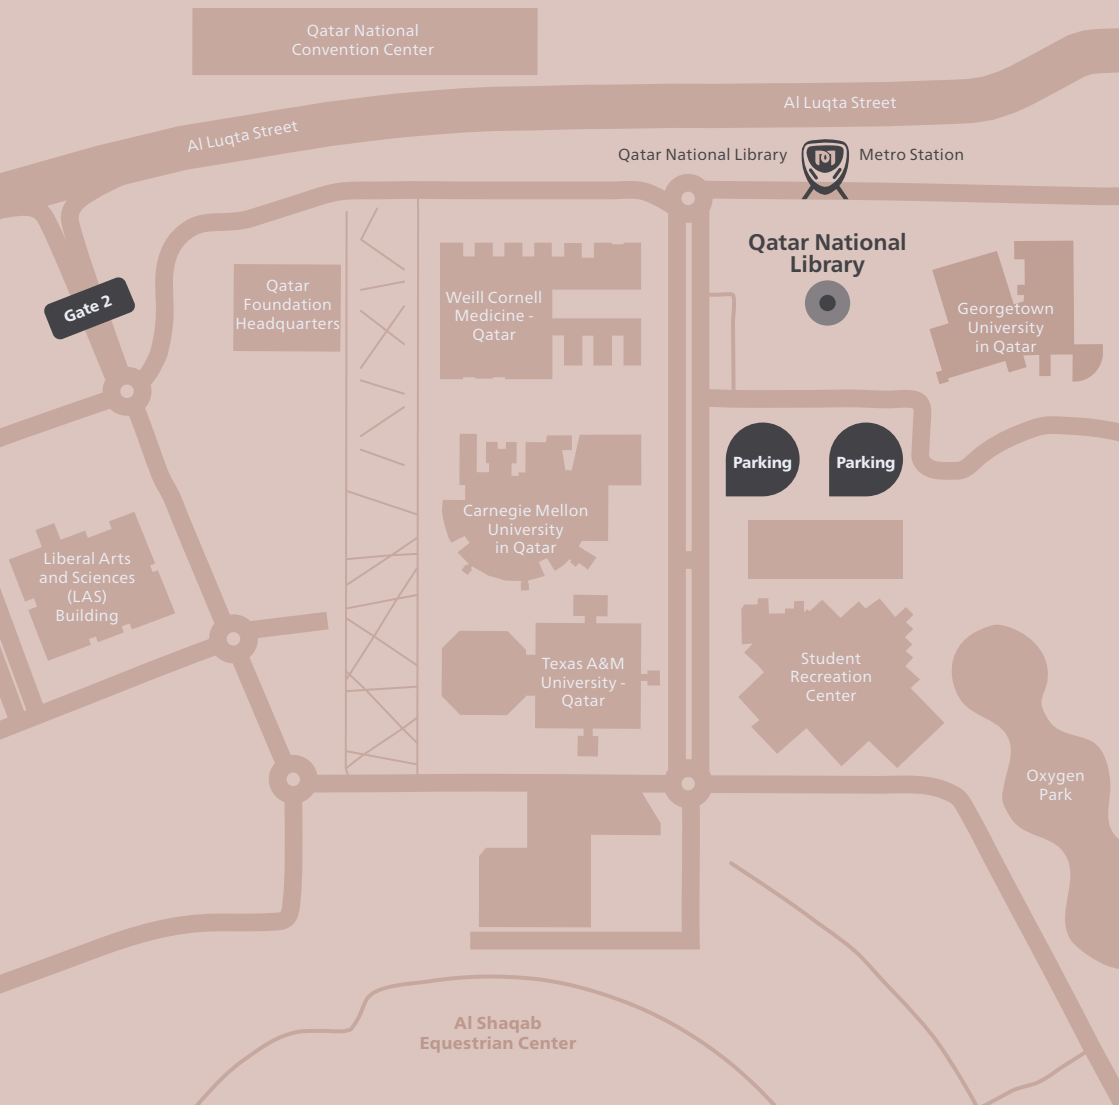 Qatar National
Convention Center
Al Luqta Street
Al Luqta Street
Qatar National Library
Metro Station
Qatar National
Library
Gate 2
Qatar
Foundation
Headquarters
Weill Cornell
Medicine -
Qatar
Georgetown
University
in Qatar
Parking
Parking
Carnegie Mellon
University
in Qatar
Liberal Arts
and Sciences
(LAS)
Building
Texas A&M
University -
Qatar
Student
Recreation
Center
Oxygen
Park
Al Shaqab
Equestrian Center